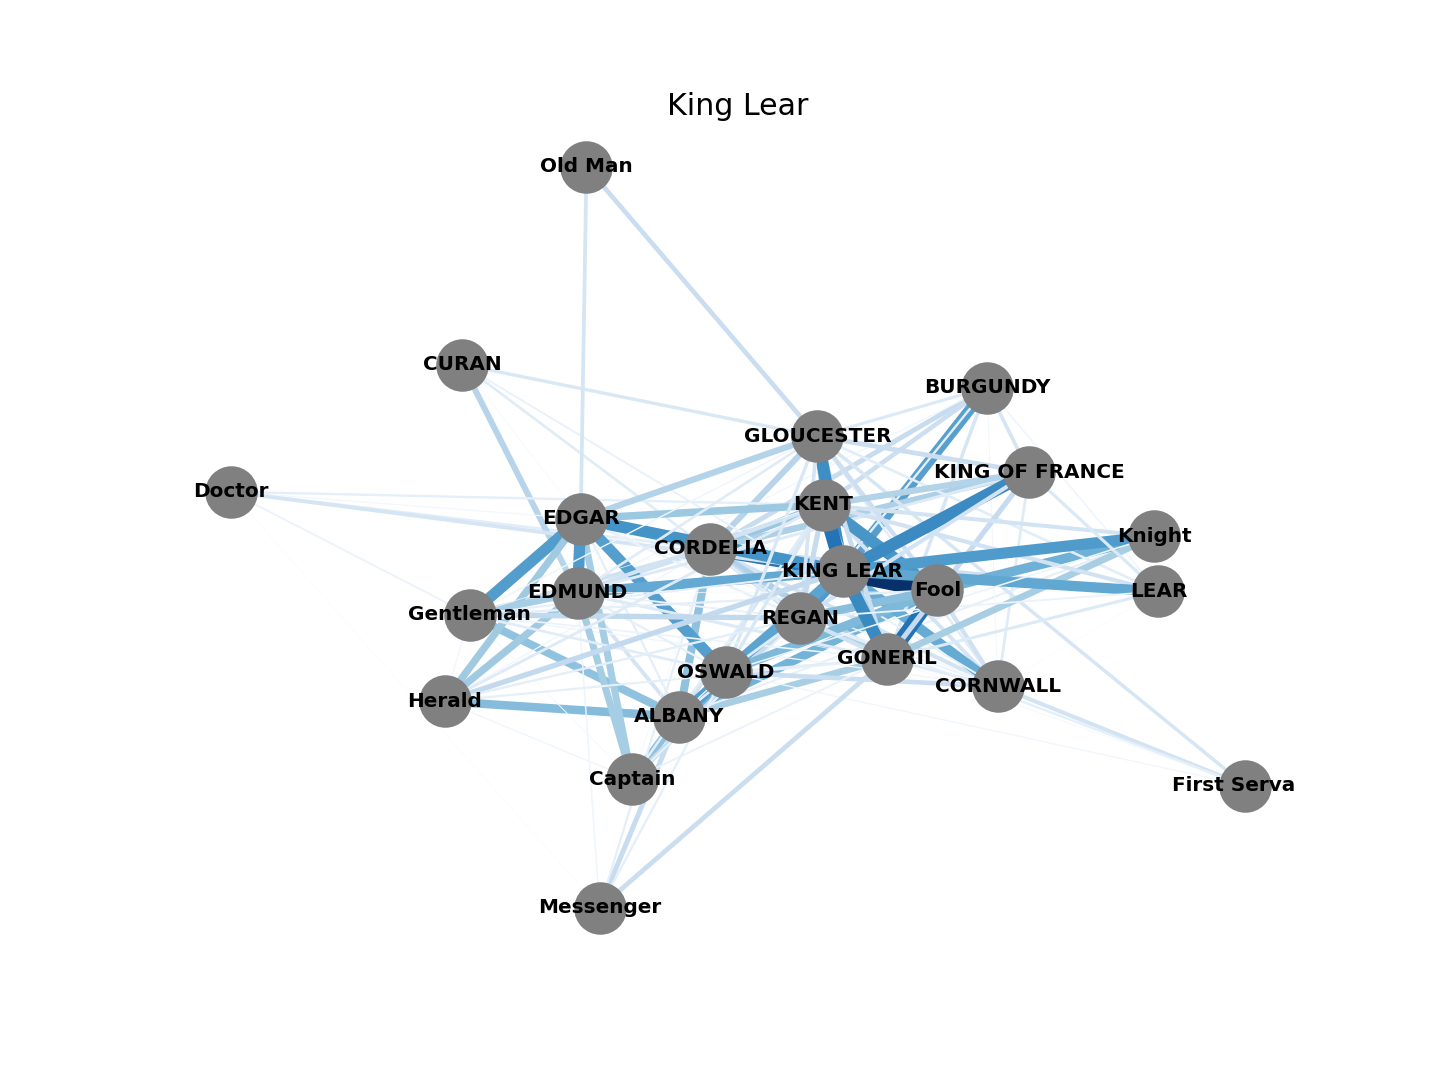 King Lear
Old Man
CURAN
BURGUNDY
GLOUCESTER
KING OF FRANCE
Doctor
KENT
EDGAR
Knight
CORDELIA
KING LEAR
EDMUND
Fool
LEAR
Gentleman
REGAN
GONERIL
OSWALD
CORNWALL
Herald
ALBANY
Captain
First Serva
Messenger